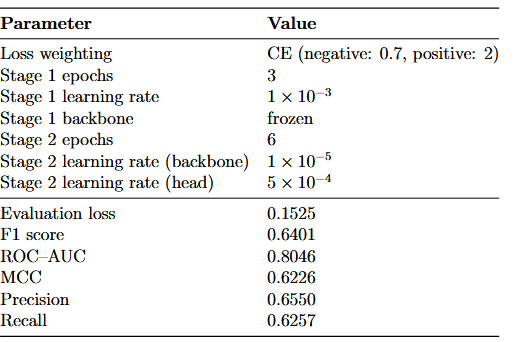 Parameter Value
Loss weighting CE (negative: 0.7, positive: 2)
Stage 1 epochs 3
Stage 1 learning rate 1 × 10⁻³
Stage 1 backbone frozen
Stage 2 epochs 6
Stage 2 learning rate (backbone) 1 × 10⁻⁵
Stage 2 learning rate (head) 5 × 10⁻⁴
Evaluation loss 0.1525
F1 score 0.6401
ROC–AUC 0.8046
MCC 0.6226
Precision 0.6550
Recall 0.6257